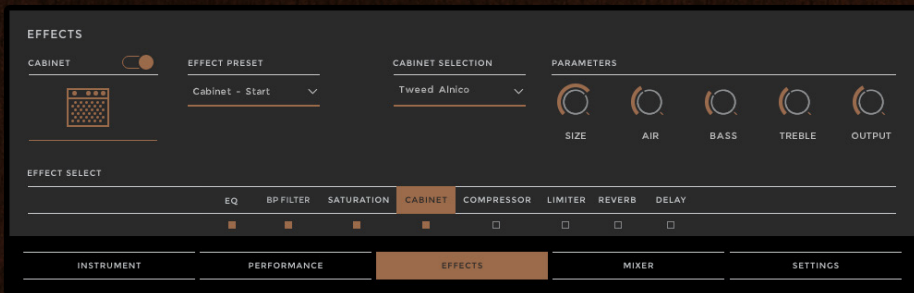 EFFECTS
CABINET
EFFECT PRESET
CABINET SELECTION
PARAMETERS
Cabinet - Start
Tweed Alnico
SIZE AIR BASS TREBLE OUTPUT
EFFECT SELECT
EQ BP FILTER SATURATION CABINET COMPRESSOR LIMITER REVERB DELAY
INSTRUMENT PERFORMANCE EFFECTS MIXER SETTINGS